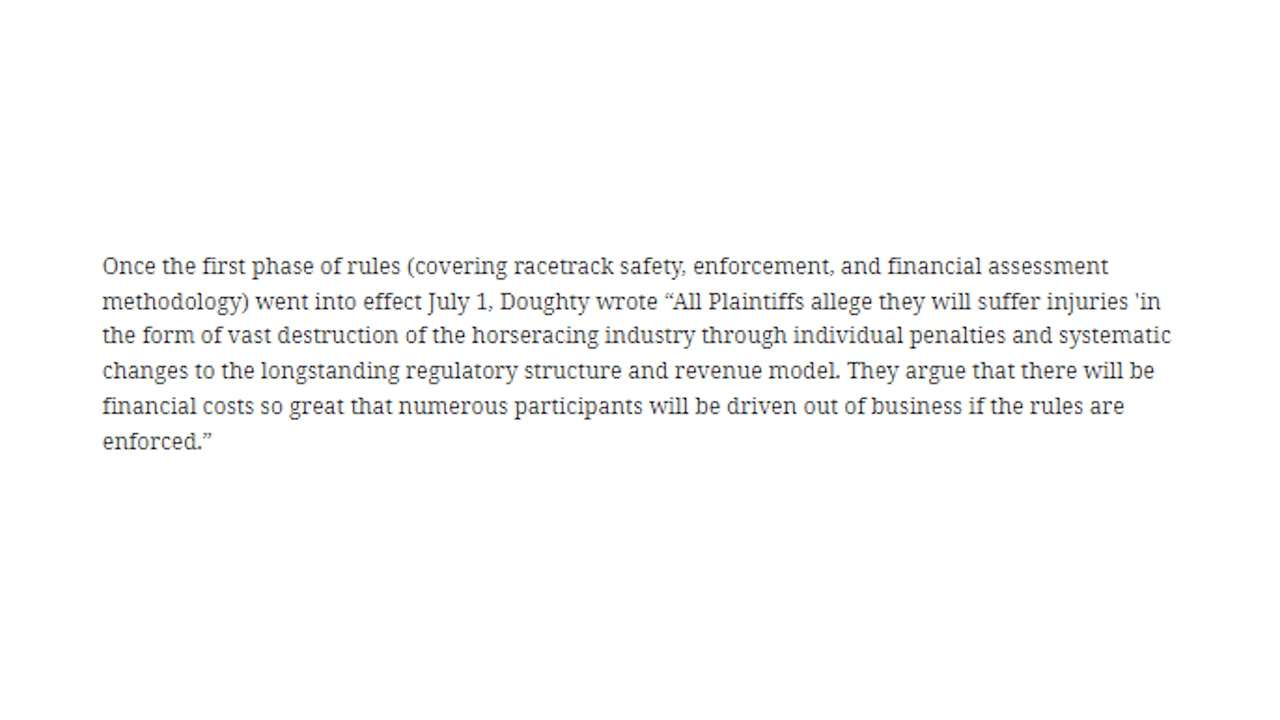 Once the first phase of rules (covering racetrack safety, enforcement, and financial assessment
methodology) went into effect July 1, Doughty wrote “All Plaintiffs allege they will suffer injuries 'in
the form of vast destruction of the horseracing industry through individual penalties and systematic
changes to the longstanding regulatory structure and revenue model. They argue that there will be
financial costs so great that numerous participants will be driven out of business if the rules are
enforced.”